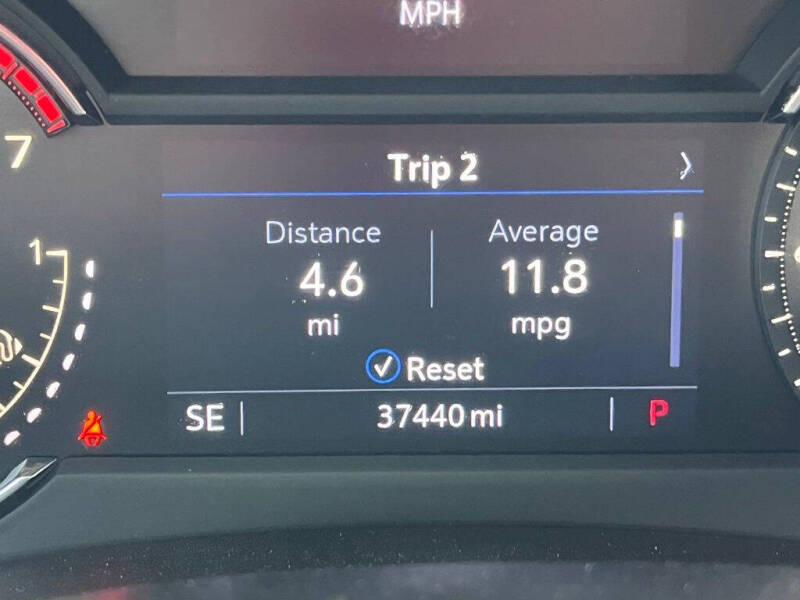 MPH
7
Trip 2
Distance Average
1
4.6 11.8
mi mpg
Reset
SE 37440 mi P